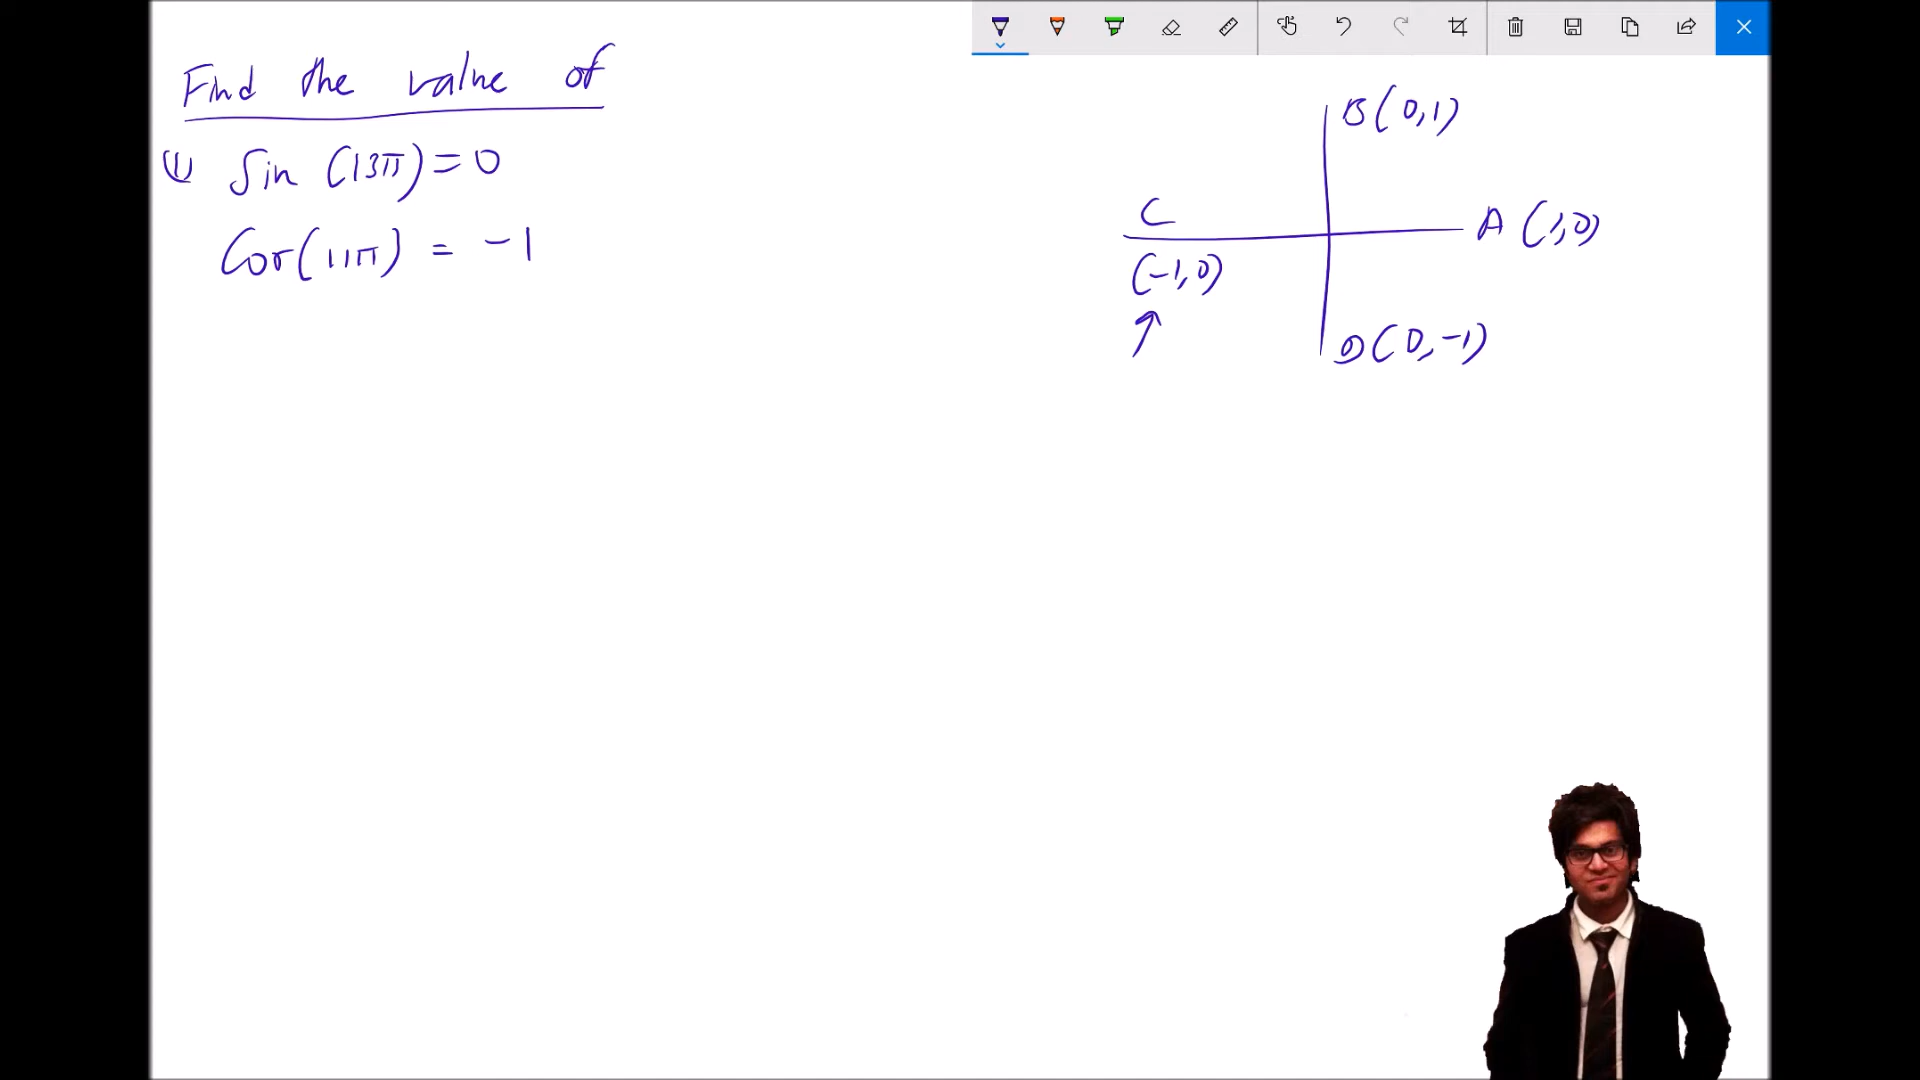 Find the value of
(1) Sin (13π) = 0
Cos(11π) = -1
B(0,1)
C
A (1,0)
(-1,0)
D(0,-1)